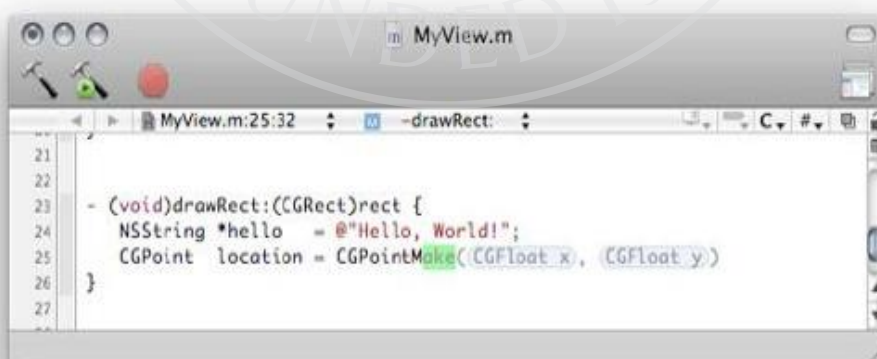 NDED
m MyView.m
MyView.m:25:32 M -drawRect: C #
21
22
23 - (void)drawRect:(CGRect)rect {
24 NSString *hello = @"Hello, World!";
25 CGPoint location = CGPointMake(CGFloat x, CGFloat y)
26 }
27